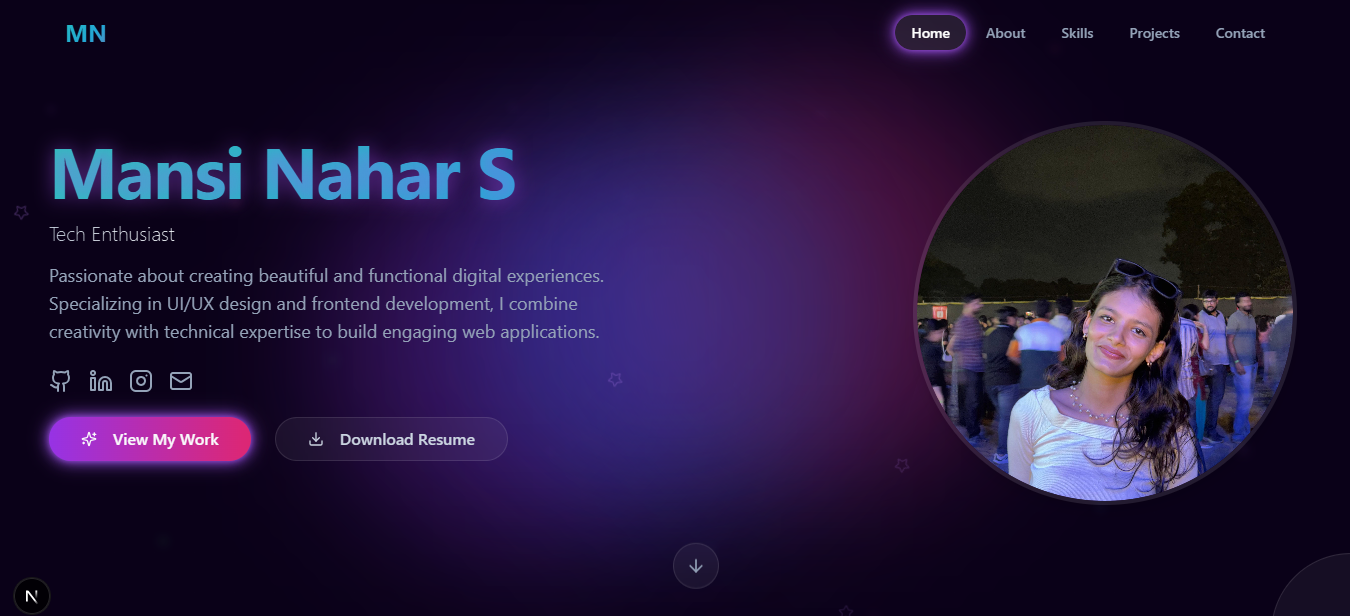 MN
Home
About
Skills
Projects
Contact
Mansi Nahar S
Tech Enthusiast
Passionate about creating beautiful and functional digital experiences.
Specializing in UI/UX design and frontend development, I combine
creativity with technical expertise to build engaging web applications.
View My Work
Download Resume
N